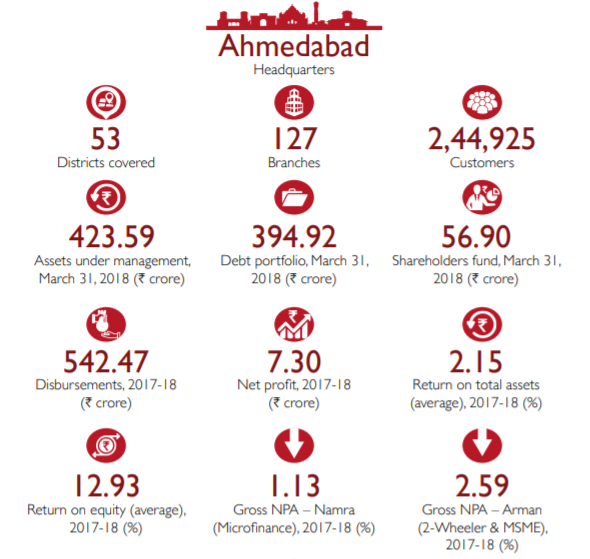 Ahmedabad
Headquarters
53
Districts covered
127
Branches
2,44,925
Customers
423.59
Assets under management,
March 31, 2018 (₹ crore)
394.92
Debt portfolio, March 31,
2018 (₹ crore)
56.90
Shareholders fund, March 31,
2018 (₹ crore)
542.47
Disbursements, 2017-18
(₹ crore)
7.30
Net profit, 2017-18
(₹ crore)
2.15
Return on total assets
(average), 2017-18 (%)
12.93
Return on equity (average),
2017-18 (%)
1.13
Gross NPA – Namra
(Microfinance), 2017-18 (%)
2.59
Gross NPA – Arman
(2-Wheeler & MSME),
2017-18 (%)